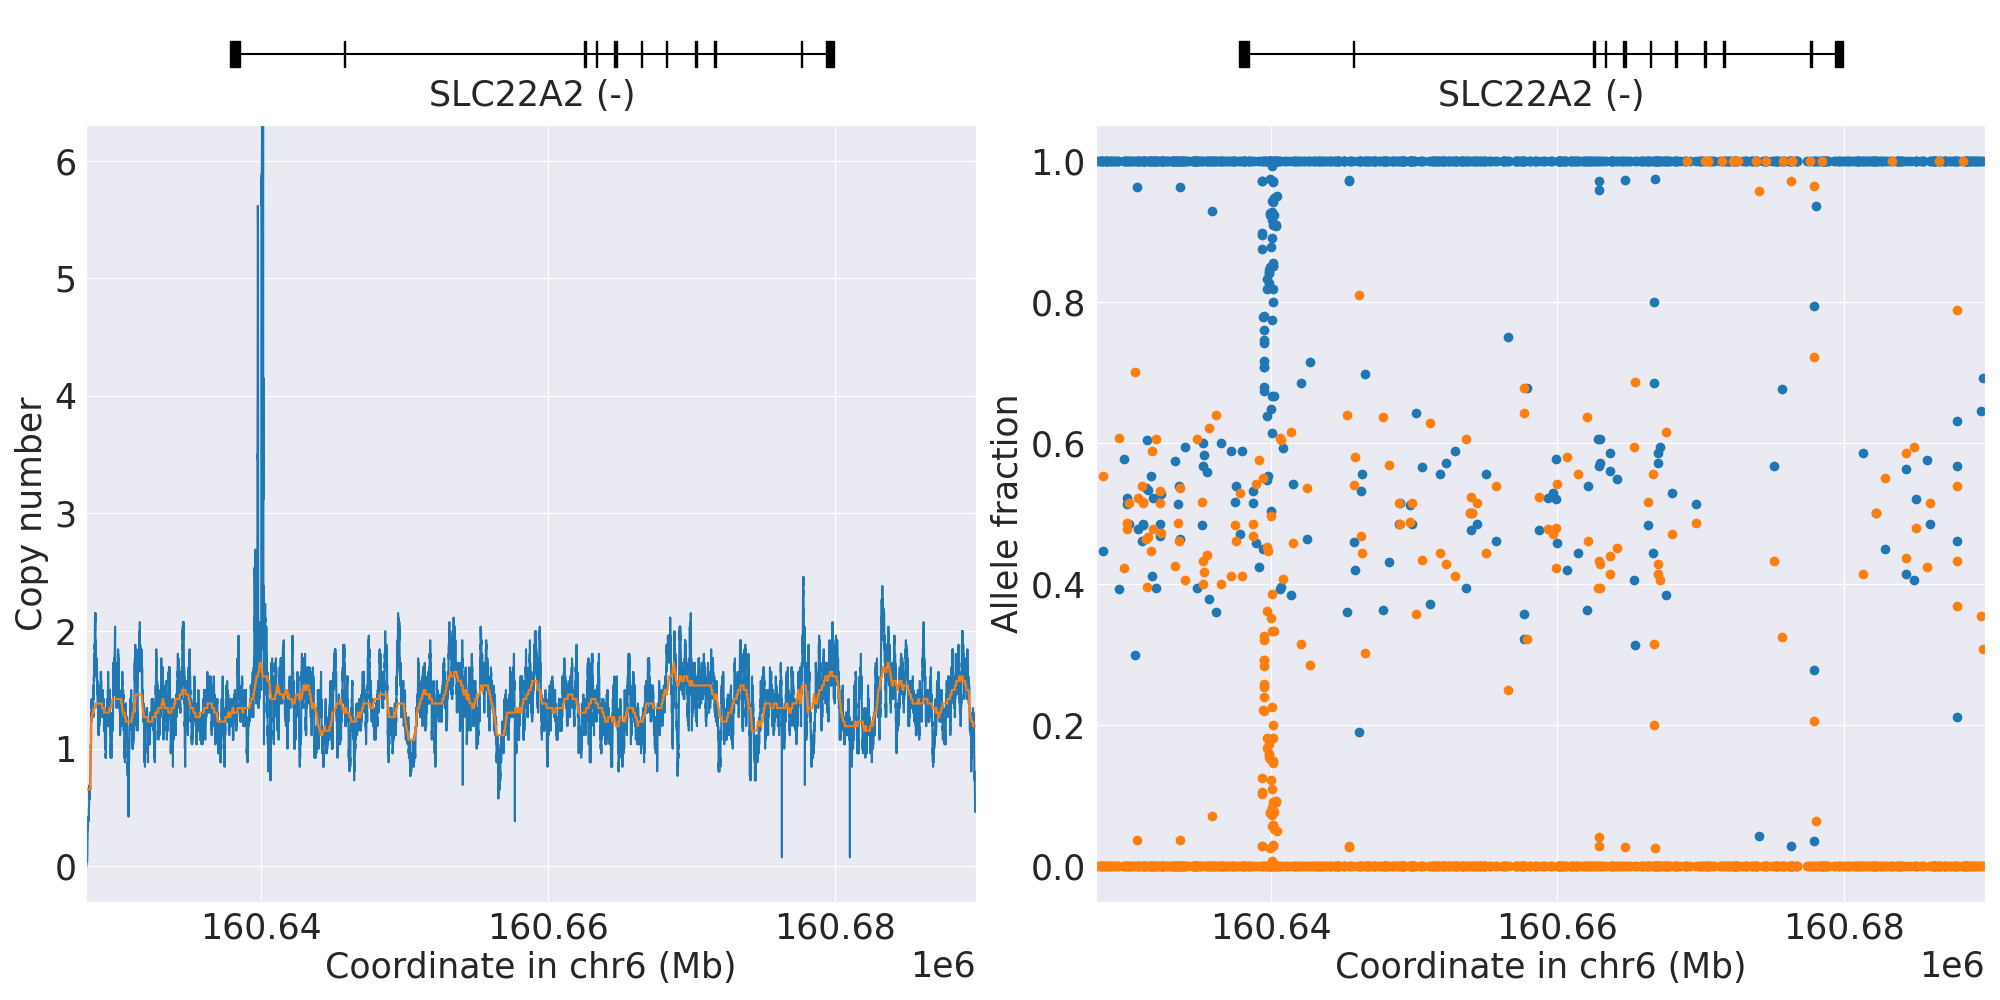 SLC22A2 (-)
6
5
4
3
2
1
0
Copy number
160.64 160.66 160.68
1e6
Coordinate in chr6 (Mb)
SLC22A2 (-)
1.0
0.8
0.6
0.4
0.2
0.0
Allele fraction
160.64 160.66 160.68
1e6
Coordinate in chr6 (Mb)